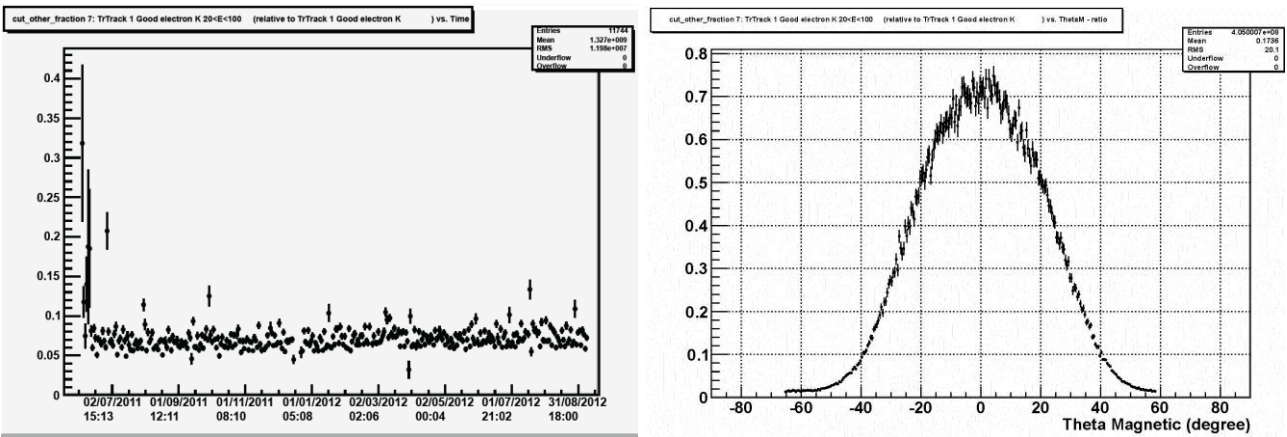 cut_other_fraction 7: TrTrack 1 Good electron K 20<E<100 (relative to TrTrack 1 Good electron K ) vs. Time
Entries 11744
Mean 1.327e+009
RMS 1.198e+007
Underflow 0
Overflow 0
0.4
0.35
0.3
0.25
0.2
0.15
0.1
0.05
0
02/07/2011 01/09/2011 01/11/2011 01/01/2012 02/03/2012 02/05/2012 01/07/2012 31/08/2012
15:13 12:11 08:10 05:08 02:06 00:04 21:02 18:00
cut_other_fraction 7: TrTrack 1 Good electron K 20<E<100 (relative to TrTrack 1 Good electron K ) vs. ThetaM - ratio
Entries 4.050007e+08
Mean 0.1736
RMS 20.1
Underflow 0
Overflow 0
0.8
0.7
0.6
0.5
0.4
0.3
0.2
0.1
0
-80 -60 -40 -20 0 20 40 60 80
Theta Magnetic (degree)